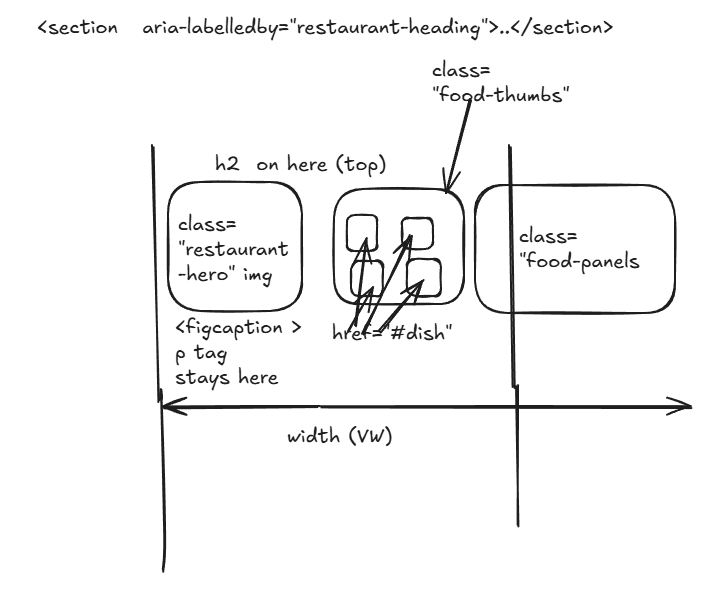 <section aria-labelledby="restaurant-heading">..</section>
class=
"food-thumbs"
h2 on here (top)
class=
"restaurant
-hero" img
class=
"food-panels
<figcaption >
p tag
stays here
href="#dish"
width (VW)